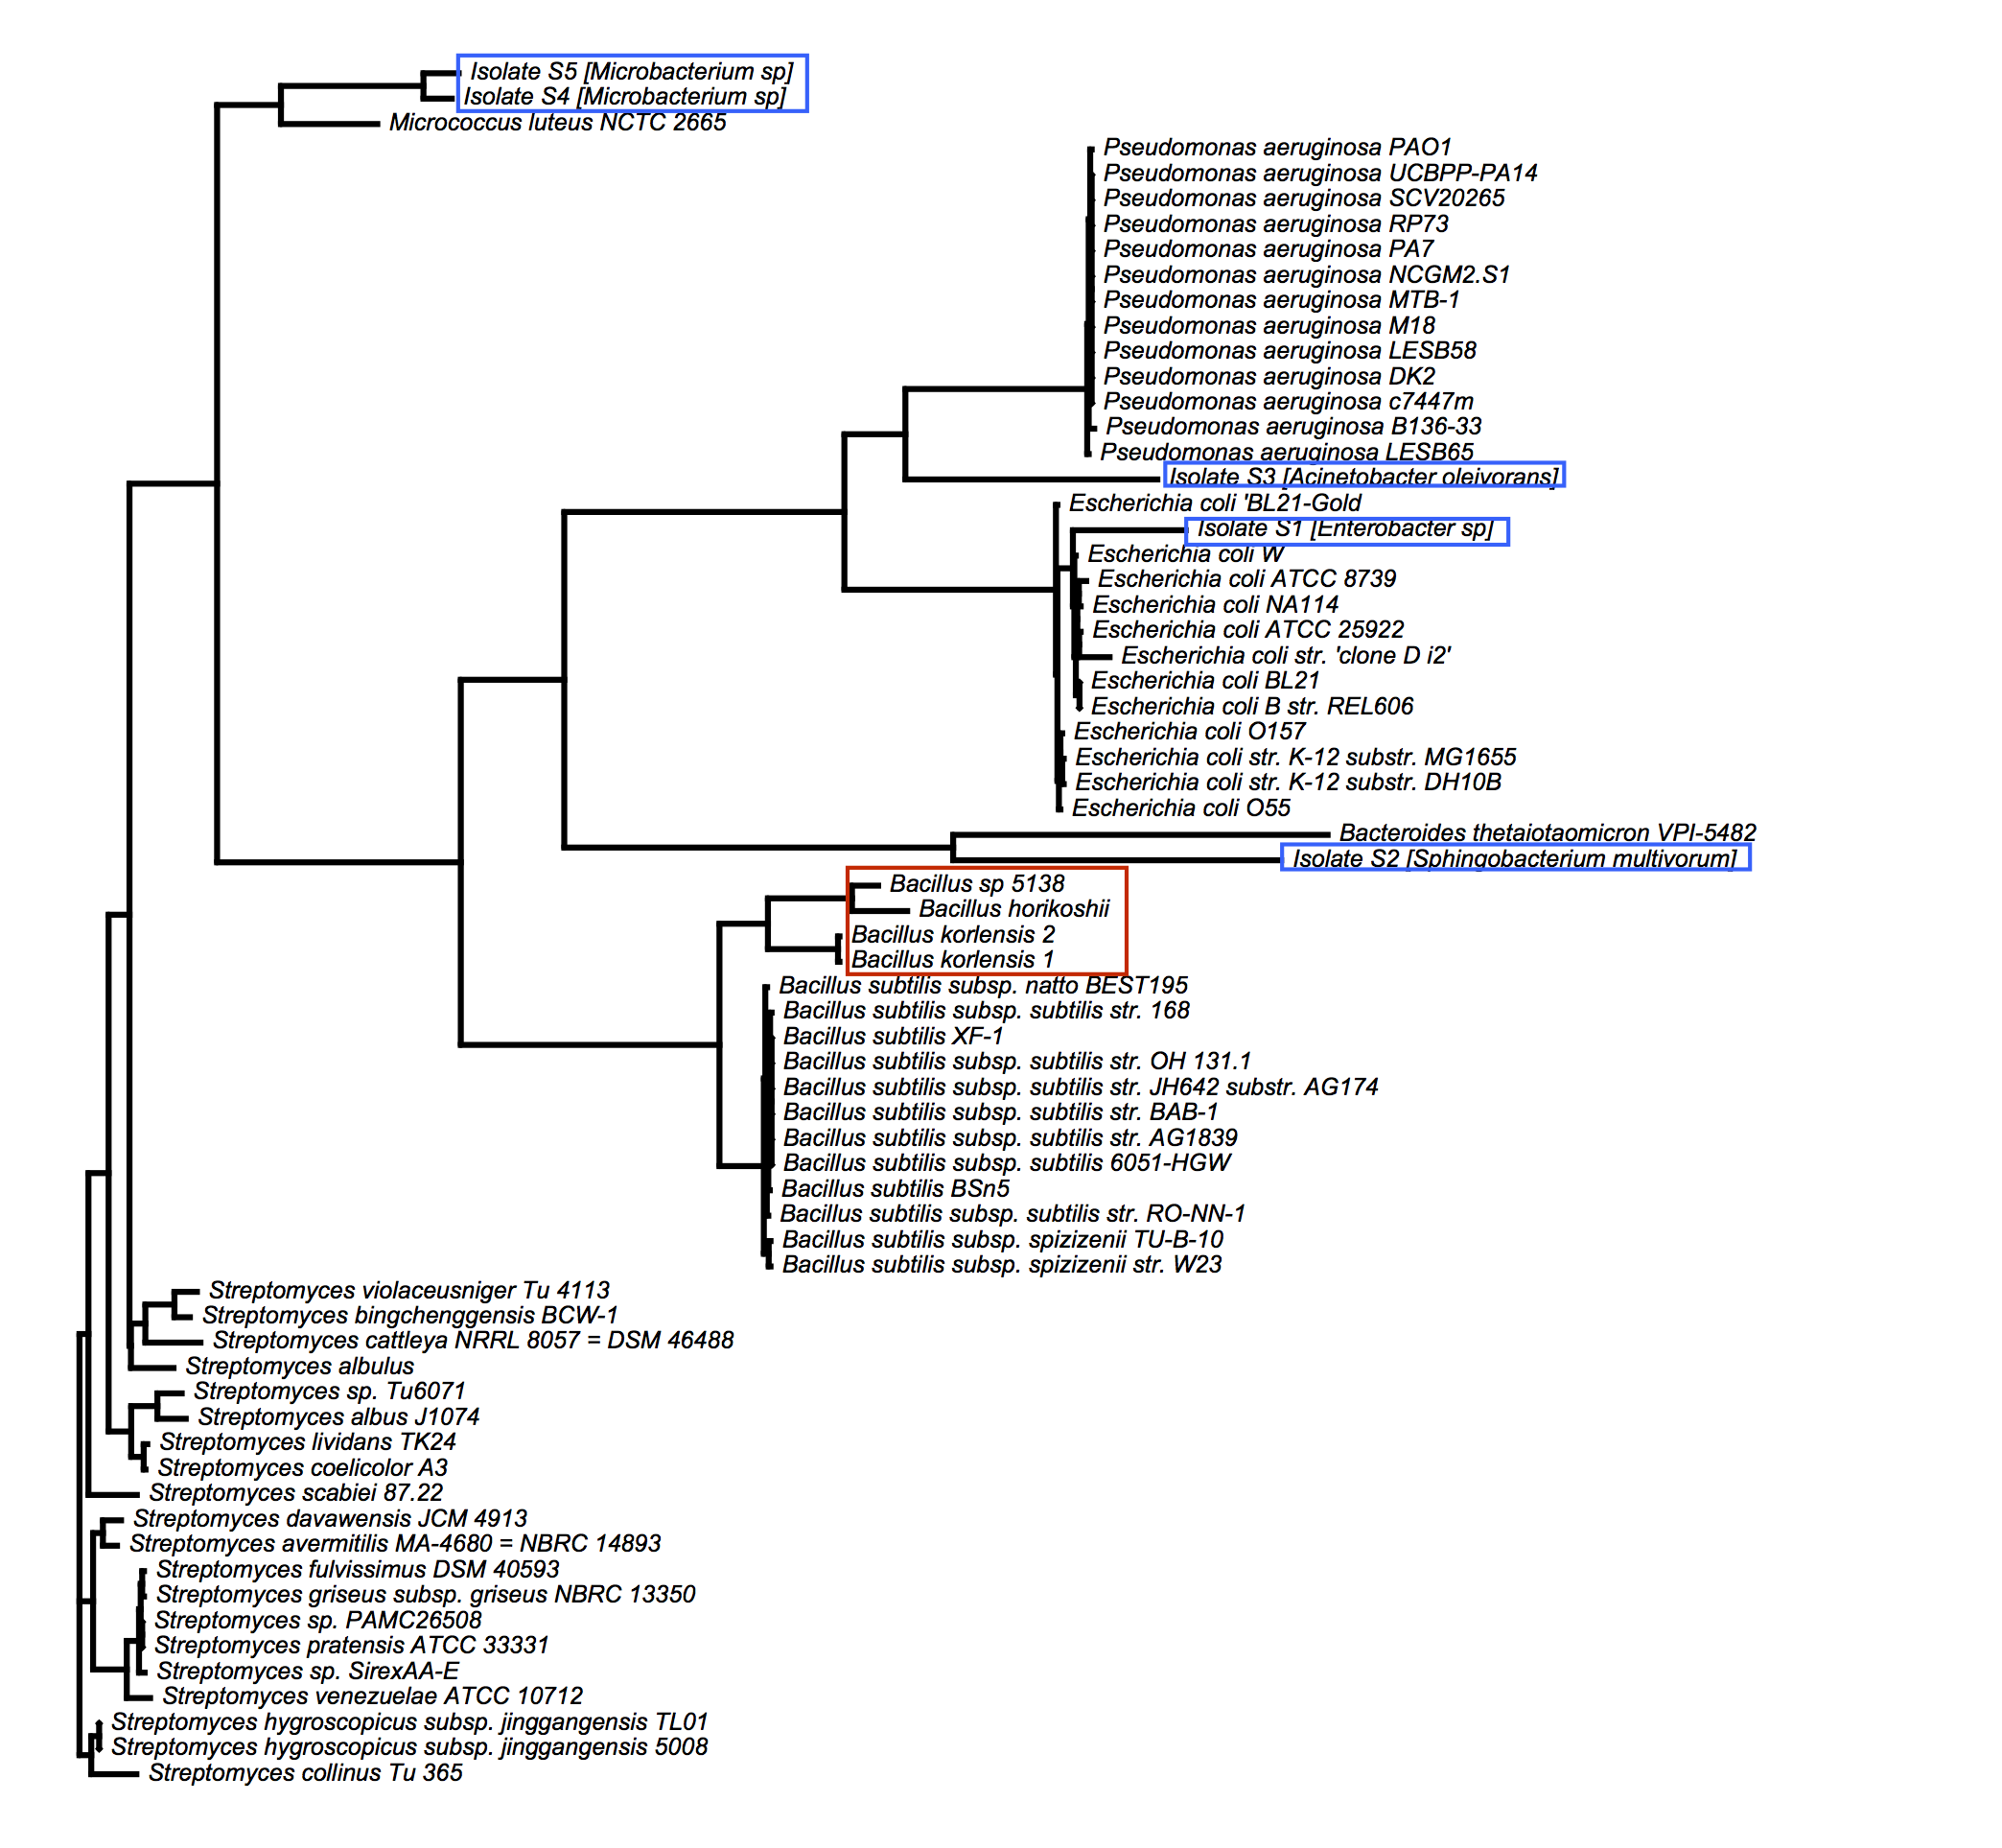 Isolate S5 [Microbacterium sp]
Isolate S4 [Microbacterium sp]
Micrococcus luteus NCTC 2665
Pseudomonas aeruginosa PAO1
Pseudomonas aeruginosa UCBPP-PA14
Pseudomonas aeruginosa SCV20265
Pseudomonas aeruginosa RP73
Pseudomonas aeruginosa PA7
Pseudomonas aeruginosa NCGM2.S1
Pseudomonas aeruginosa MTB-1
Pseudomonas aeruginosa M18
Pseudomonas aeruginosa LESB58
Pseudomonas aeruginosa DK2
Pseudomonas aeruginosa c7447m
Pseudomonas aeruginosa B136-33
Pseudomonas aeruginosa LESB65
Isolate S3 [Acinetobacter oleivorans]
Escherichia coli 'BL21-Gold
Isolate S1 [Enterobacter sp]
Escherichia coli W
Escherichia coli ATCC 8739
Escherichia coli NA114
Escherichia coli ATCC 25922
Escherichia coli str. 'clone D i2'
Escherichia coli BL21
Escherichia coli B str. REL606
Escherichia coli O157
Escherichia coli str. K-12 substr. MG1655
Escherichia coli str. K-12 substr. DH10B
Escherichia coli O55
Bacteroides thetaiotaomicron VPI-5482
Isolate S2 [Sphingobacterium multivorum]
Bacillus sp 5138
Bacillus horikoshii
Bacillus korlensis 2
Bacillus korlensis 1
Bacillus subtilis subsp. natto BEST195
Bacillus subtilis subsp. subtilis str. 168
Bacillus subtilis XF-1
Bacillus subtilis subsp. subtilis str. OH 131.1
Bacillus subtilis subsp. subtilis str. JH642 substr. AG174
Bacillus subtilis subsp. subtilis str. BAB-1
Bacillus subtilis subsp. subtilis str. AG1839
Bacillus subtilis subsp. subtilis 6051-HGW
Bacillus subtilis BSn5
Bacillus subtilis subsp. subtilis str. RO-NN-1
Bacillus subtilis subsp. spizizenii TU-B-10
Bacillus subtilis subsp. spizizenii str. W23
Streptomyces violaceusniger Tu 4113
Streptomyces bingchenggensis BCW-1
Streptomyces cattleya NRRL 8057 = DSM 46488
Streptomyces albulus
Streptomyces sp. Tu6071
Streptomyces albus J1074
Streptomyces lividans TK24
Streptomyces coelicolor A3
Streptomyces scabiei 87.22
Streptomyces davawensis JCM 4913
Streptomyces avermitilis MA-4680 = NBRC 14893
Streptomyces fulvissimus DSM 40593
Streptomyces griseus subsp. griseus NBRC 13350
Streptomyces sp. PAMC26508
Streptomyces pratensis ATCC 33331
Streptomyces sp. SirexAA-E
Streptomyces venezuelae ATCC 10712
Streptomyces hygroscopicus subsp. jinggangensis TL01
Streptomyces hygroscopicus subsp. jinggangensis 5008
Streptomyces collinus Tu 365